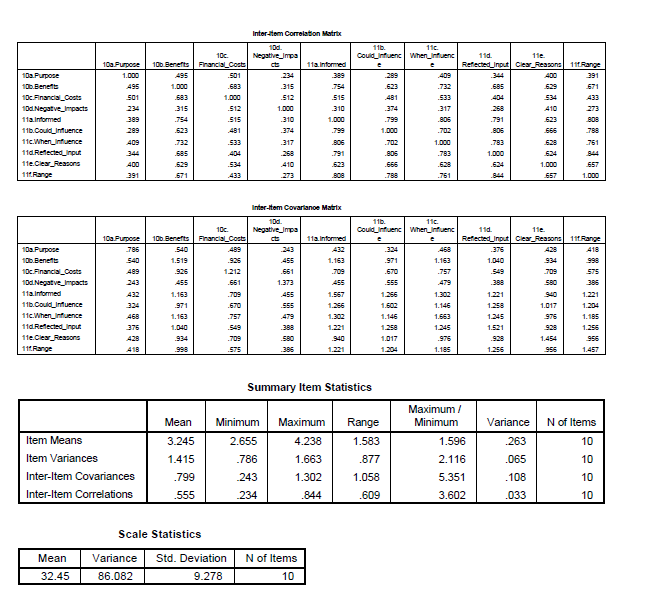 Inter-Item Correlation Matrix
10a.Purpose 10b.Benefits 10c. Financial_Costs 10d. Negative_Impa cts 11a.Informed 11b. Could_Influenc e 11c. When_Influenc e 11d. Reflected_Input 11e. Clear_Reasons 11f.Range
10a.Purpose 1.000 .495 .501 .234 .389 .289 .409 .344 .400 .391
10b.Benefits .495 1.000 .683 .315 .754 .623 .732 .685 .629 .671
10c.Financial_Costs .501 .683 1.000 .512 .515 .481 .533 .404 .534 .433
10d.Negative_Impacts .234 .315 .512 1.000 .310 .374 .317 .268 .410 .273
11a.Informed .389 .754 .515 .310 1.000 .799 .806 .791 .623 .808
11b.Could_Influence .289 .623 .481 .374 .799 1.000 .702 .806 .666 .788
11c.When_Influence .409 .732 .533 .317 .806 .702 1.000 .783 .628 .761
11d.Reflected_Input .344 .685 .404 .268 .791 .806 .783 1.000 .624 .844
11e.Clear_Reasons .400 .629 .534 .410 .623 .666 .628 .624 1.000 .657
11f.Range .391 .671 .433 .273 .808 .788 .761 .844 .657 1.000
Inter-Item Covariance Matrix
10a.Purpose 10b.Benefits 10c. Financial_Costs 10d. Negative_Impa cts 11a.Informed 11b. Could_Influenc e 11c. When_Influenc e 11d. Reflected_Input 11e. Clear_Reasons 11f.Range
10a.Purpose .786 .540 .489 .243 .432 .324 .468 .376 .428 .418
10b.Benefits .540 1.519 .926 .455 1.163 .971 1.163 1.040 .934 .998
10c.Financial_Costs .489 .926 1.212 .661 .709 .670 .757 .549 .709 .575
10d.Negative_Impacts .243 .455 .661 1.373 .455 .555 .479 .388 .580 .386
11a.Informed .432 1.163 .709 .455 1.567 1.266 1.302 1.221 .940 1.221
11b.Could_Influence .324 .971 .670 .555 1.266 1.602 1.146 1.258 1.017 1.204
11c.When_Influence .468 1.163 .757 .479 1.302 1.146 1.663 1.245 .976 1.185
11d.Reflected_Input .376 1.040 .549 .388 1.221 1.258 1.245 1.521 .928 1.256
11e.Clear_Reasons .428 .934 .709 .580 .940 1.017 .976 .928 1.454 .956
11f.Range .418 .998 .575 .386 1.221 1.204 1.185 1.256 .956 1.457
Summary Item Statistics
Mean Minimum Maximum Range Maximum / Minimum Variance N of Items
Item Means 3.245 2.655 4.238 1.583 1.596 .263 10
Item Variances 1.415 .786 1.663 .877 2.116 .065 10
Inter-Item Covariances .799 .243 1.302 1.058 5.351 .108 10
Inter-Item Correlations .555 .234 .844 .609 3.602 .033 10
Scale Statistics
Mean Variance Std. Deviation N of Items
32.45 86.082 9.278 10